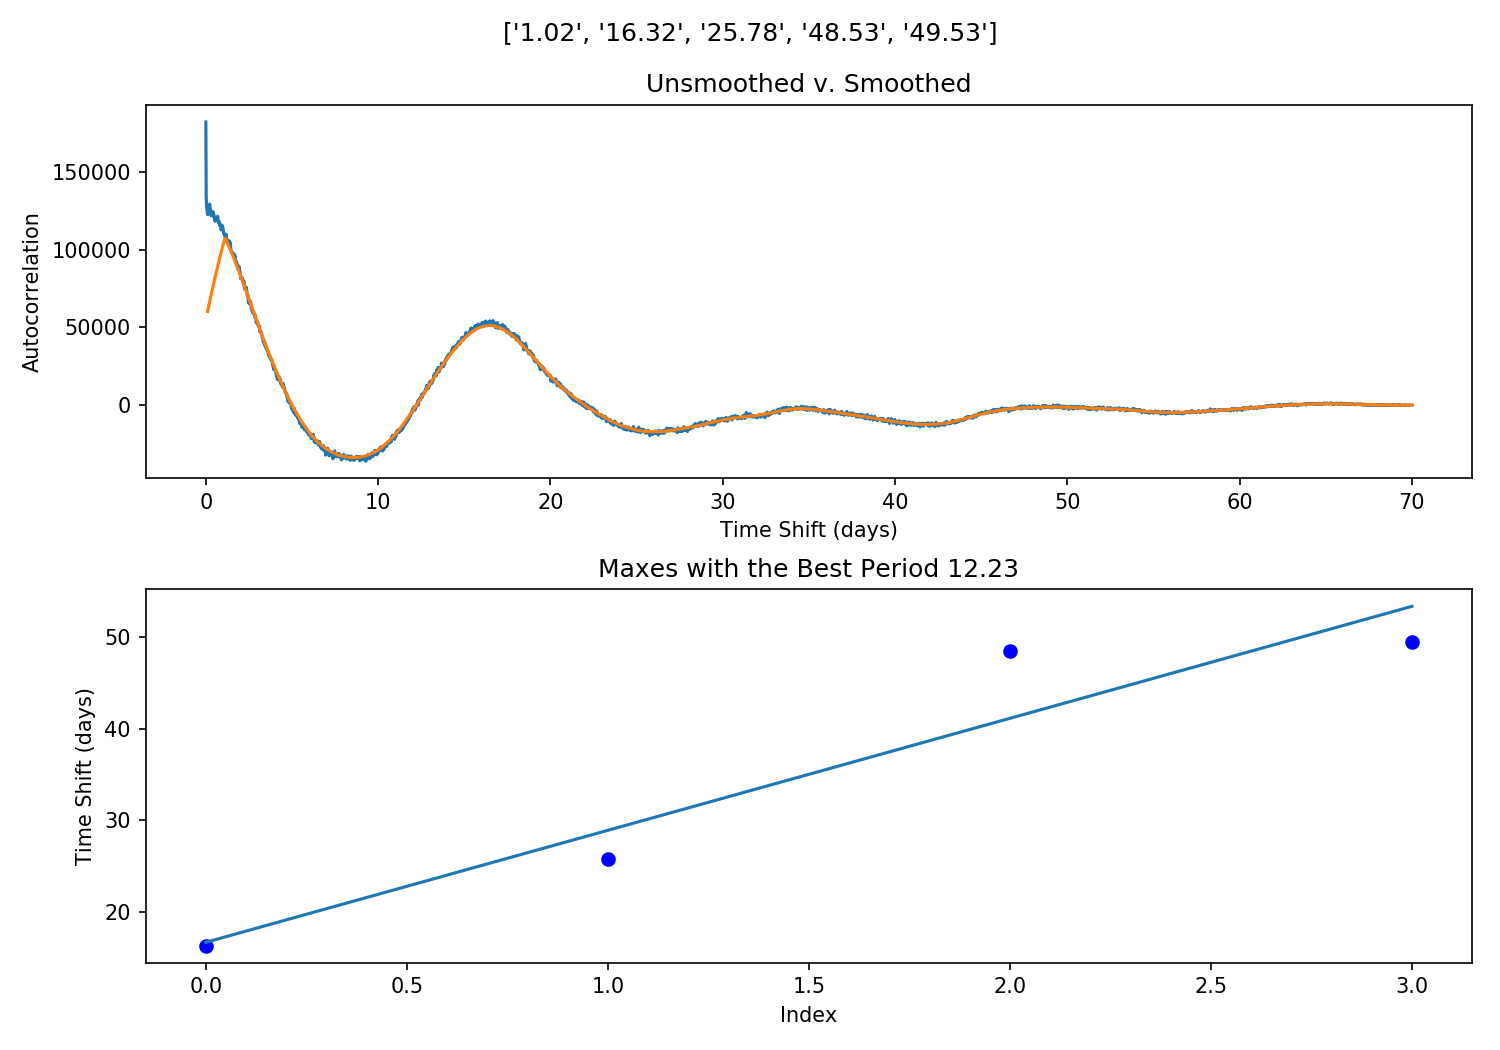 ['1.02', '16.32', '25.78', '48.53', '49.53']
Unsmoothed v. Smoothed
150000
100000
50000
0
Autocorrelation
0 10 20 30 40 50 60 70
Time Shift (days)
Maxes with the Best Period 12.23
50
40
30
20
Time Shift (days)
0.0 0.5 1.0 1.5 2.0 2.5 3.0
Index